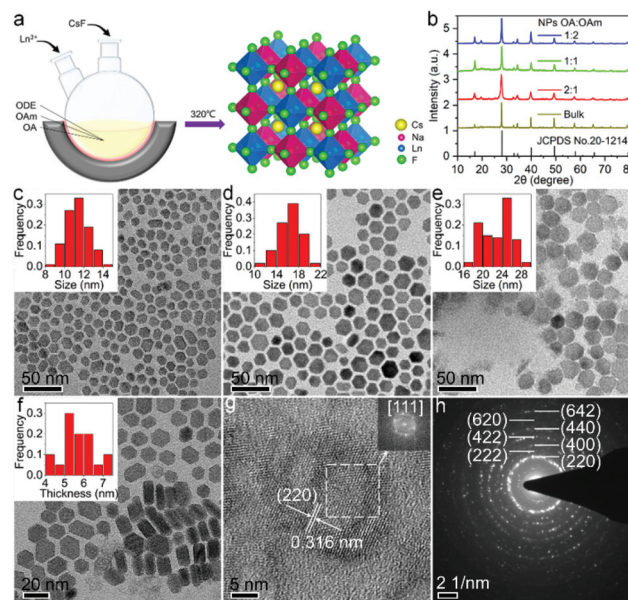 a
CsF
Ln³⁺
ODE
OAm
OA
320℃
Cs
Na
Ln
F
b
NPs OA:OAm
1:2
1:1
2:1
Bulk
JCPDS No.20-1214
Intensity (a.u.)
0 1 2 3 4 5
10 20 30 40 50 60 70 80
2θ (degree)
c
Frequency
0.3
0.2
0.1
0.0
8 10 12 14
Size (nm)
50 nm
d
Frequency
0.4
0.3
0.2
0.1
0.0
10 14 18 22
Size (nm)
50 nm
e
Frequency
0.3
0.2
0.1
0.0
16 20 24 28
Size (nm)
50 nm
f
Frequency
0.3
0.2
0.1
0.0
4 5 6 7
Thickness (nm)
20 nm
g
[111]
(220)
0.316 nm
5 nm
h
(620)
(422)
(222)
(642)
(440)
(400)
(220)
2 1/nm